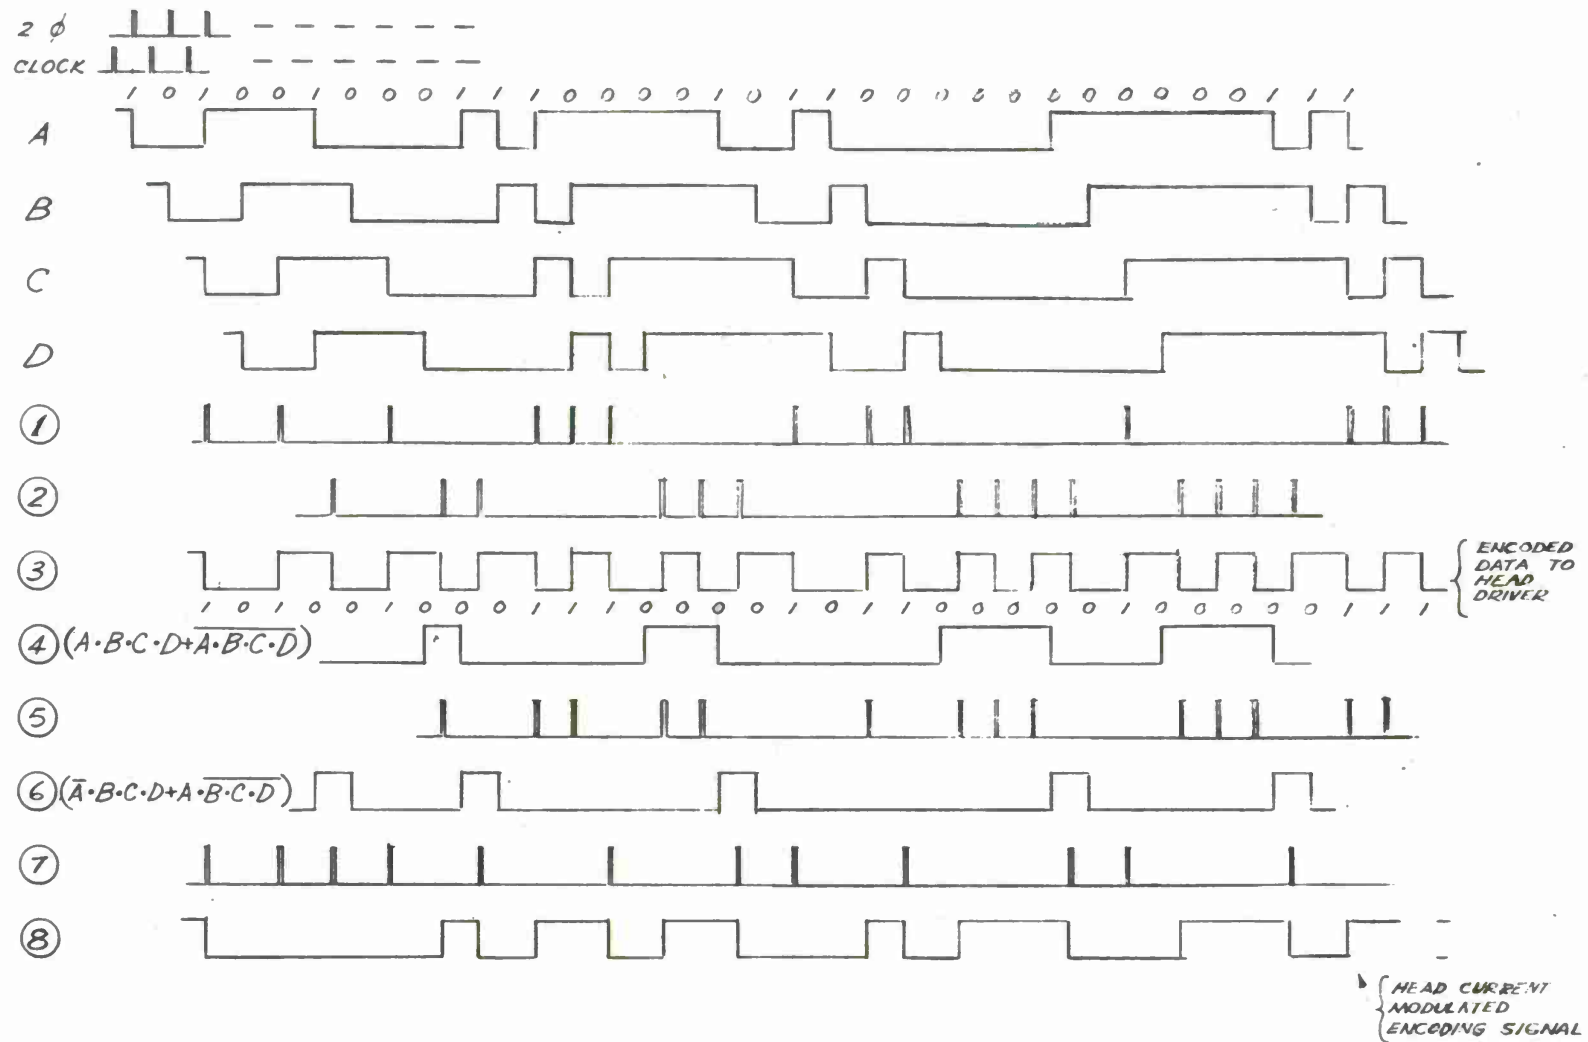 2 φ
CLOCK
1 0 1 0 0 1 0 0 0 1 1 1 0 0 0 0 1 0 1 1 0 0 0 0 0 0 0 0 0 0 0 1 1 1
A
B
C
D
①
②
③
ENCODED
DATA TO
HEAD
DRIVER
1 0 1 0 0 1 0 0 0 1 1 1 0 0 0 0 1 0 1 1 0 0 0 0 0 1 0 0 0 0 0 1 1 1
④ (A·B·C·D+A̅·̅B̅·̅C̅·̅D̅)
⑤
⑥ (A̅·B·C·D+A·B̅·̅C̅·̅D̅)
⑦
⑧
HEAD CURRENT
MODULATED
ENCODING SIGNAL